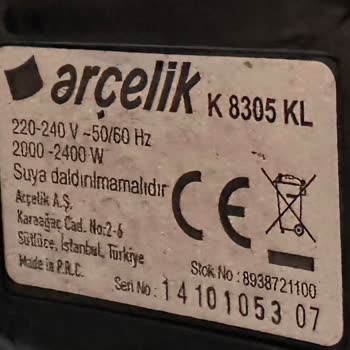 arçelik K 8305 KL
220-240 V ~50/60 Hz
2000-2400 W
Suya daldırılmamalıdır
Arçelik A.Ş.
Karaağaç Cad. No:2-6
Sütlüce, İstanbul, Türkiye
Made in P.R.C.
CE
Stok No : 8938721100
Seri No : 14101053 07